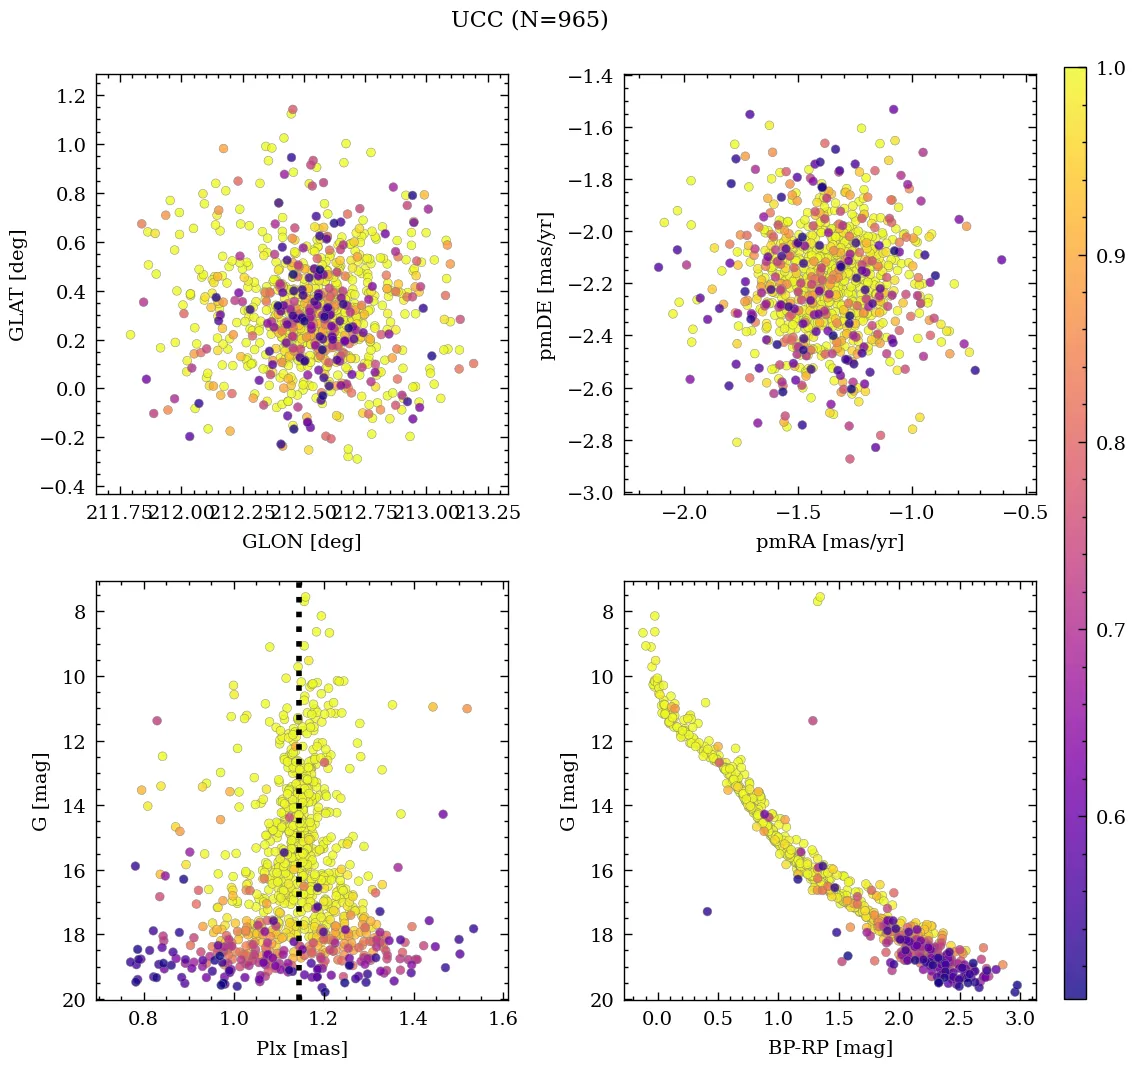 UCC (N=965)
1.2
1.0
0.8
0.6
0.4
0.2
0.0
−0.2
−0.4
GLAT [deg]
211.75 212.00 212.25 212.50 212.75 213.00 213.25
GLON [deg]
−1.4
−1.6
−1.8
−2.0
−2.2
−2.4
−2.6
−2.8
−3.0
pmDE [mas/yr]
−2.0 −1.5 −1.0 −0.5
pmRA [mas/yr]
8
10
12
14
16
18
20
G [mag]
0.8 1.0 1.2 1.4 1.6
Plx [mas]
8
10
12
14
16
18
20
G [mag]
0.0 0.5 1.0 1.5 2.0 2.5 3.0
BP-RP [mag]
1.0
0.9
0.8
0.7
0.6